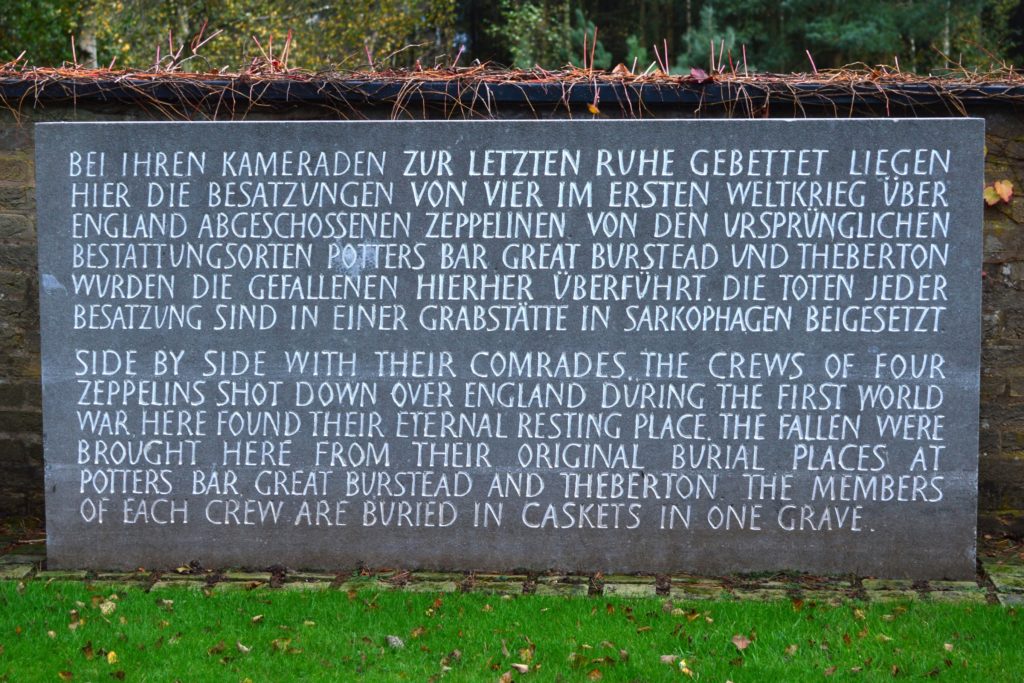 BEI IHREN KAMERADEN ZUR LETZTEN RUHE GEBETTET LIEGEN
HIER DIE BESATZUNGEN VON VIER IM ERSTEN WELTKRIEG ÜBER
ENGLAND ABGESCHOSSENEN ZEPPELINEN. VON DEN URSPRÜNGLICHEN
BESTATTUNGSORTEN POTTERS BAR GREAT BURSTEAD UND THEBERTON
WURDEN DIE GEFALLENEN HIERHER ÜBERFÜHRT. DIE TOTEN JEDER
BESATZUNG SIND IN EINER GRABSTÄTTE IN SARKOPHAGEN BEIGESETZT
SIDE BY SIDE WITH THEIR COMRADES THE CREWS OF FOUR
ZEPPELINS SHOT DOWN OVER ENGLAND DURING THE FIRST WORLD
WAR HERE FOUND THEIR ETERNAL RESTING PLACE. THE FALLEN WERE
BROUGHT HERE FROM THEIR ORIGINAL BURIAL PLACES AT
POTTERS BAR GREAT BURSTEAD AND THEBERTON. THE MEMBERS
OF EACH CREW ARE BURIED IN CASKETS IN ONE GRAVE.